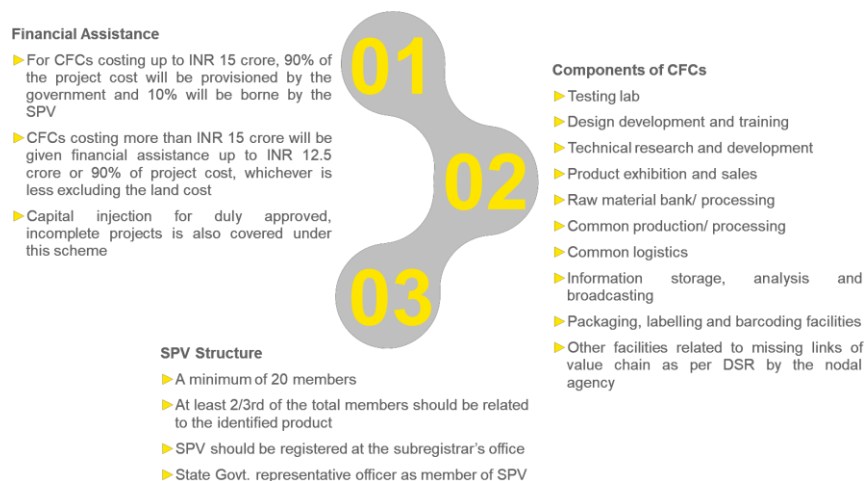 01
Financial Assistance
For CFCs costing up to INR 15 crore, 90% of
the project cost will be provisioned by the
government and 10% will be borne by the
SPV
CFCs costing more than INR 15 crore will be
given financial assistance up to INR 12.5
crore or 90% of project cost, whichever is
less excluding the land cost
Capital injection for duly approved,
incomplete projects is also covered under
this scheme
02
Components of CFCs
Testing lab
Design development and training
Technical research and development
Product exhibition and sales
Raw material bank/ processing
Common production/ processing
Common logistics
Information storage, analysis and
broadcasting
Packaging, labelling and barcoding facilities
Other facilities related to missing links of
value chain as per DSR by the nodal
agency
03
SPV Structure
A minimum of 20 members
At least 2/3rd of the total members should be related
to the identified product
SPV should be registered at the subregistrar's office
State Govt. representative officer as member of SPV